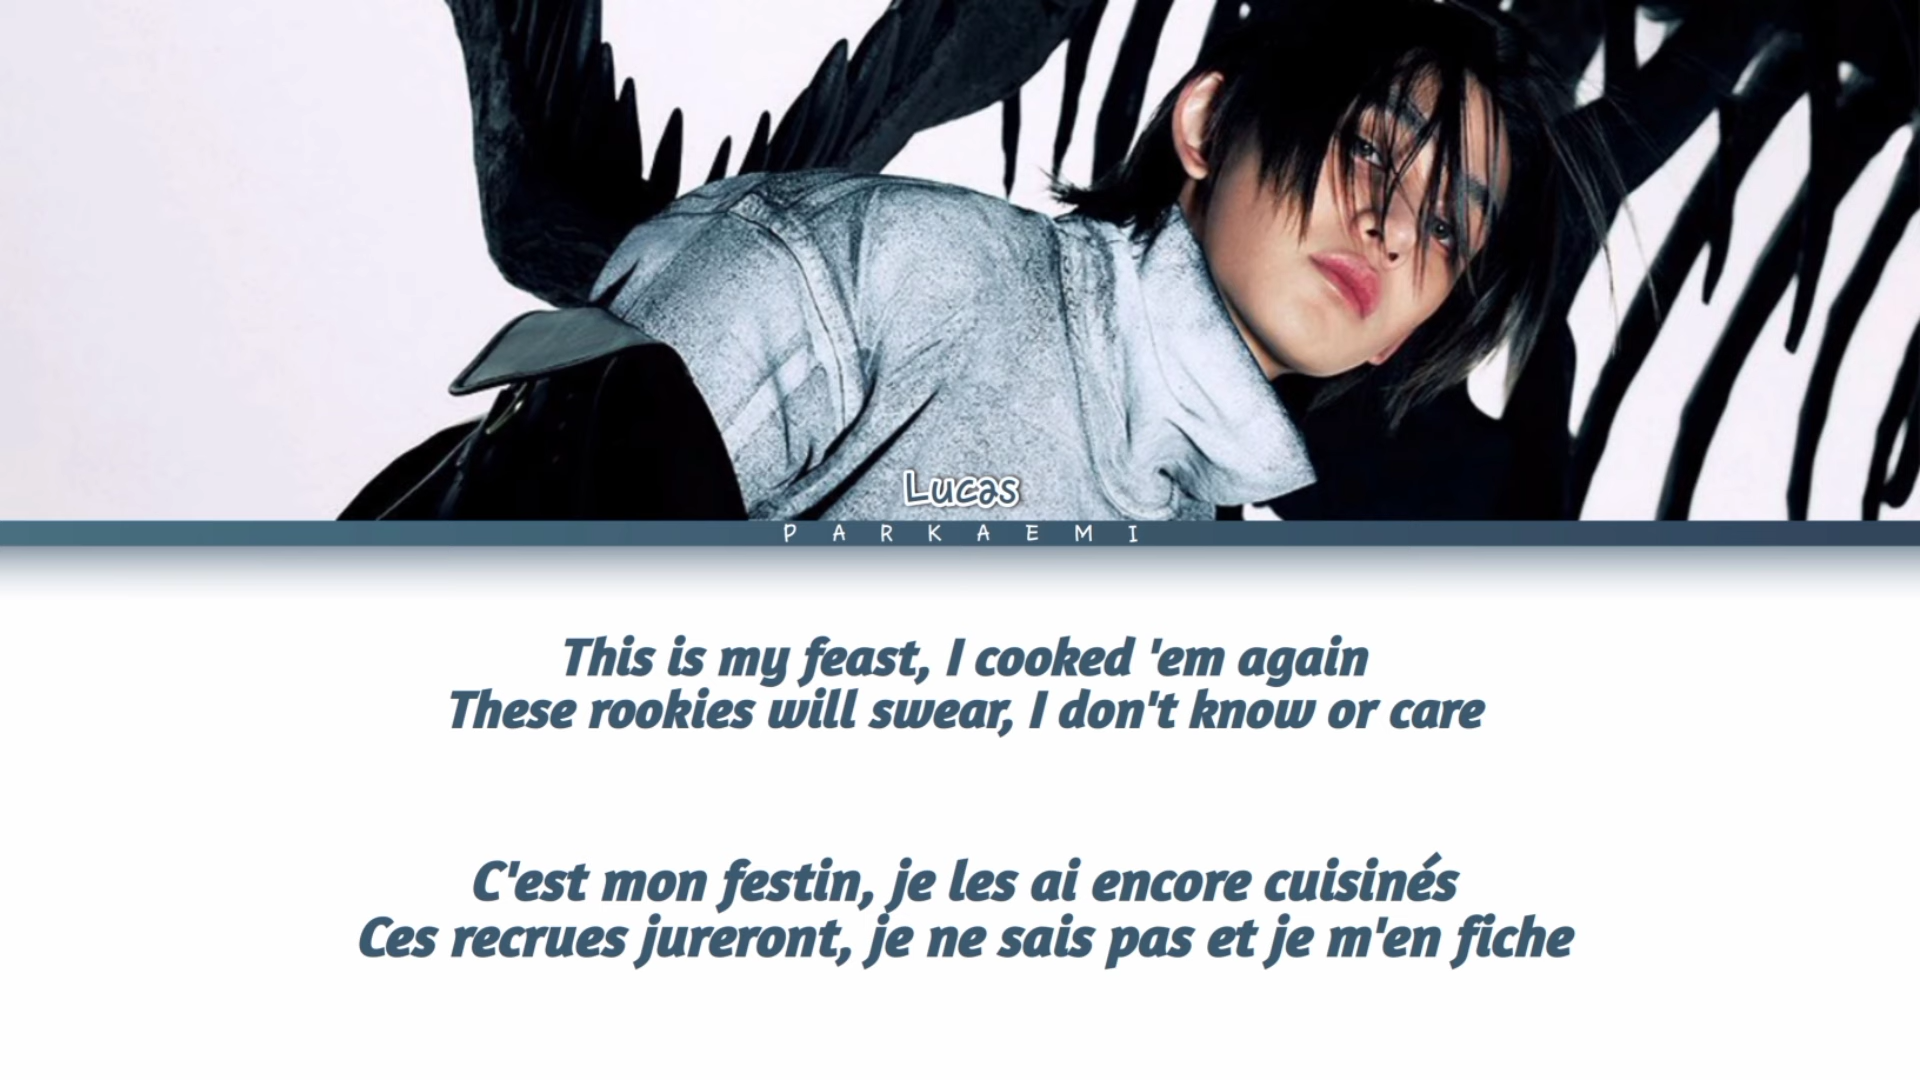 Lucas
PARKAEMI
This is my feast, I cooked 'em again
These rookies will swear, I don't know or care
C'est mon festin, je les ai encore cuisinés
Ces recrues jureront, je ne sais pas et je m'en fiche